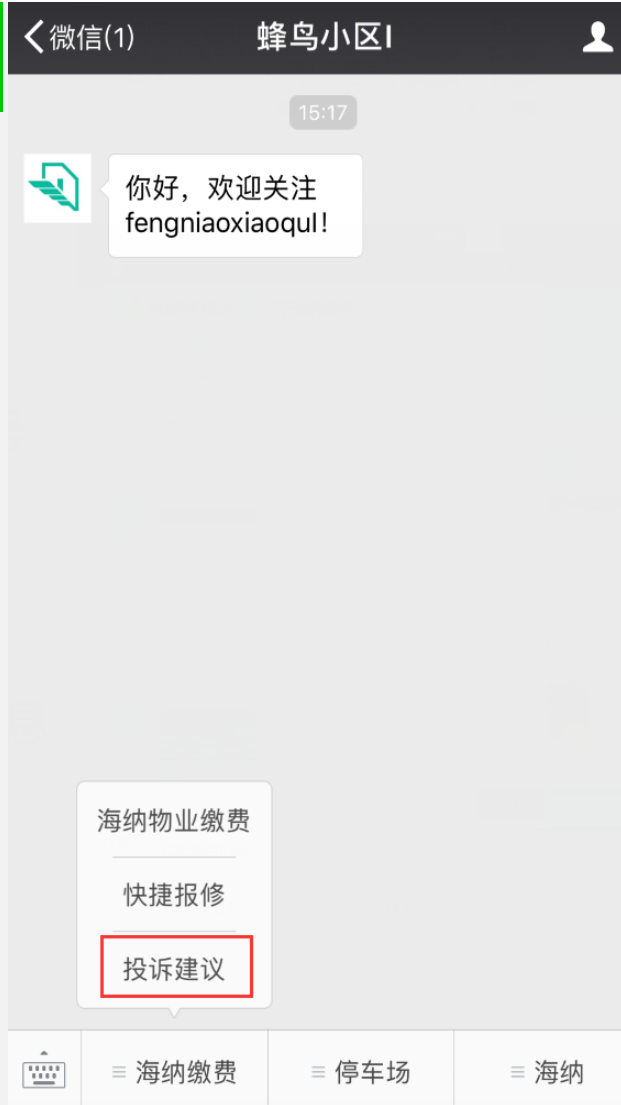 微信(1)
蜂鸟小区I
15:17
你好，欢迎关注
fengniaoxiaoquI！
海纳物业缴费
快捷报修
投诉建议
海纳缴费
停车场
海纳